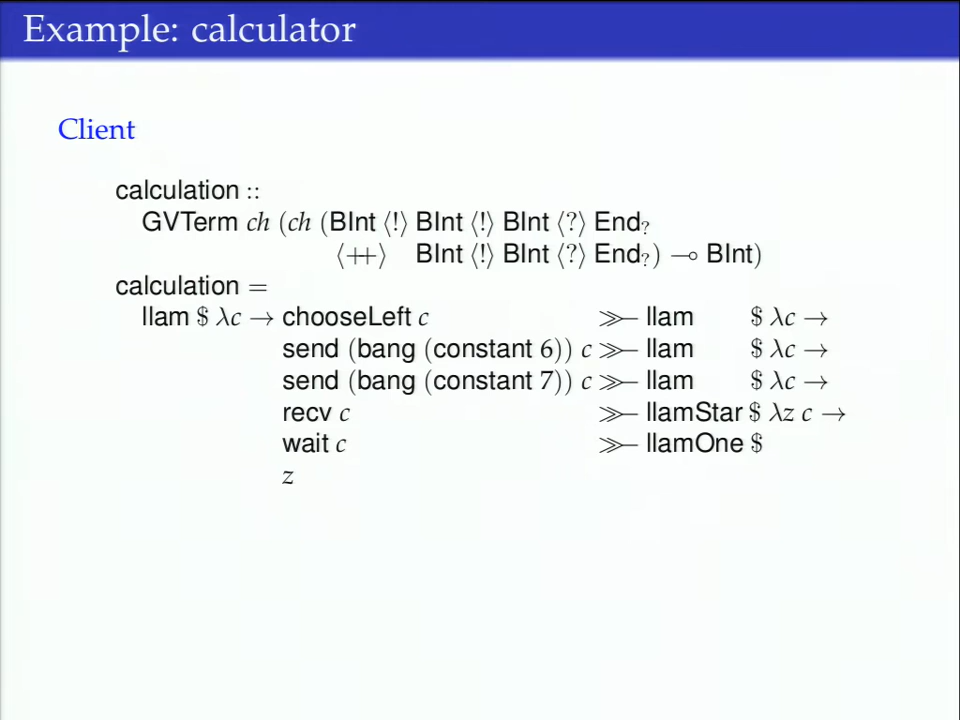 Example: calculator
Client
calculation ::
GVTerm ch (ch (BInt ⟨!⟩ BInt ⟨!⟩ BInt ⟨?⟩ End?
⟨++⟩ BInt ⟨!⟩ BInt ⟨?⟩ End?) ⊸ BInt)
calculation =
llam $ λc → chooseLeft c ≫− llam $ λc →
send (bang (constant 6)) c ≫− llam $ λc →
send (bang (constant 7)) c ≫− llam $ λc →
recv c ≫− llamStar $ λz c →
wait c ≫− llamOne $
z